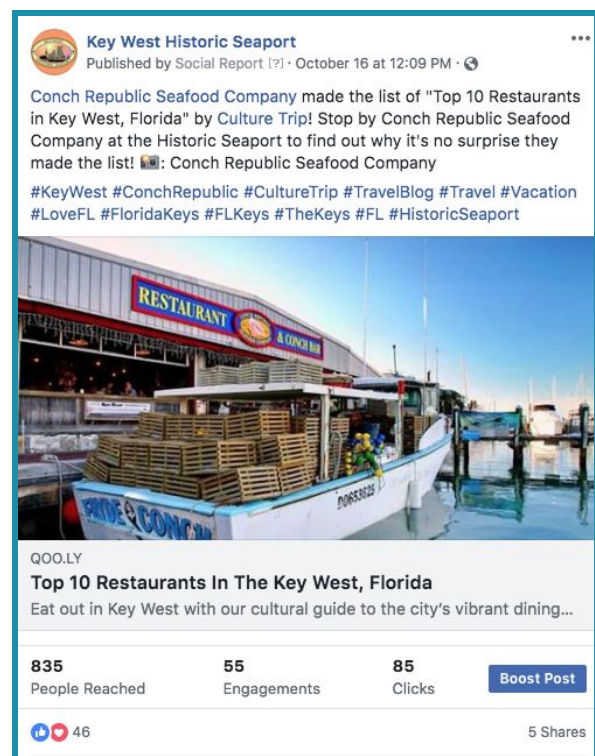 Key West Historic Seaport
Published by Social Report [?] · October 16 at 12:09 PM ·
Conch Republic Seafood Company made the list of "Top 10 Restaurants
in Key West, Florida" by Culture Trip! Stop by Conch Republic Seafood
Company at the Historic Seaport to find out why it's no surprise they
made the list! 📸: Conch Republic Seafood Company
#KeyWest #ConchRepublic #CultureTrip #TravelBlog #Travel #Vacation
#LoveFL #FloridaKeys #FLKeys #TheKeys #FL #HistoricSeaport
RESTAURANT & CONCH BAR
CONCH
DO653625
QOO.LY
Top 10 Restaurants In The Key West, Florida
Eat out in Key West with our cultural guide to the city's vibrant dining...
835 55 85
People Reached Engagements Clicks
Boost Post
46 5 Shares